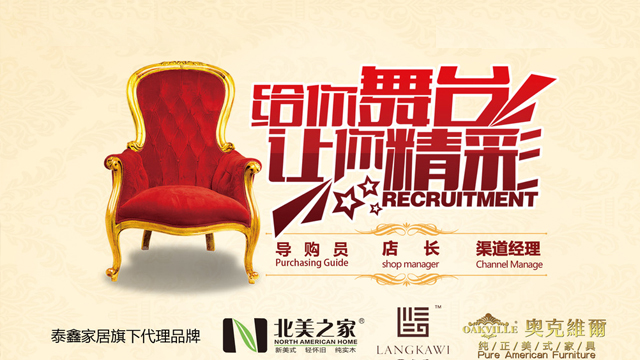 给你舞台
让你精彩
RECRUITMENT
导购员 店长 渠道经理
Purchasing Guide shop manager Channel Manage
泰鑫家居旗下代理品牌
北美之家®
NORTH AMERICAN HOME
新美式 轻怀旧 纯实木
™
LANGKAWI
OAKVILLE 奥克維爾
纯正美式家具
Pure American Furniture